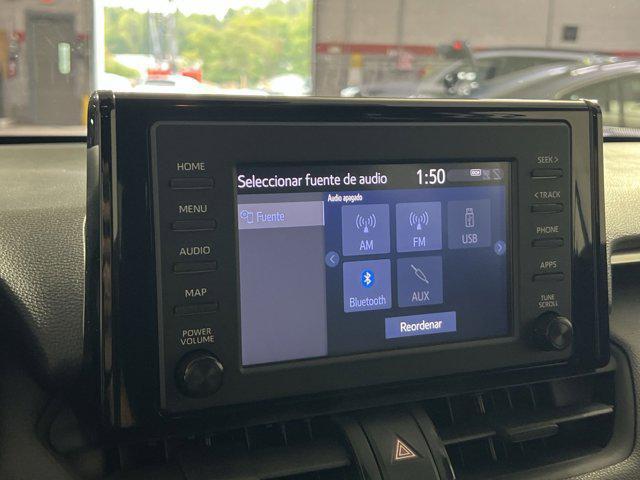 HOME
MENU
AUDIO
MAP
POWER
VOLUME
Seleccionar fuente de audio 1:50
Fuente
Audio apagado
AM
FM
USB
Bluetooth
AUX
Reordenar
SEEK >
< TRACK
PHONE
APPS
TUNE
SCROLL